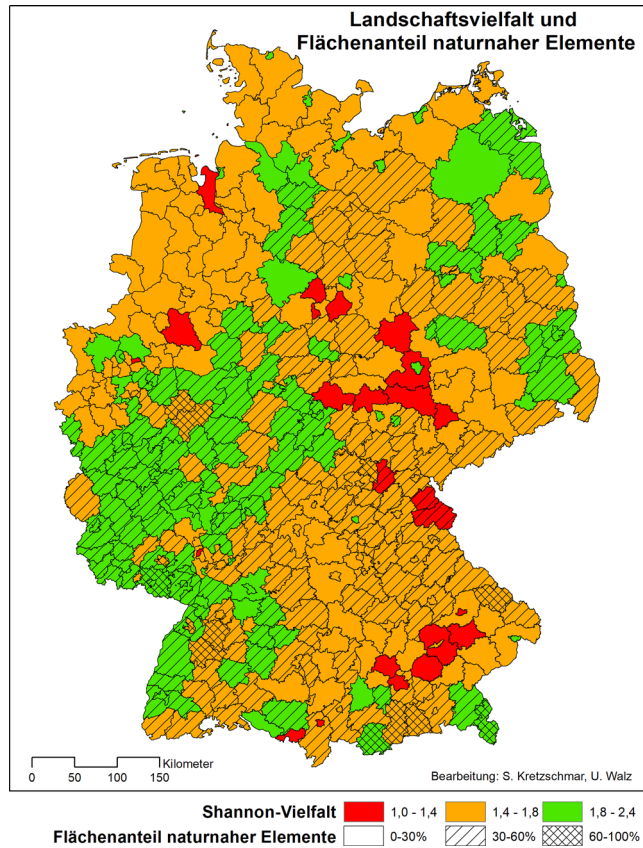 Landschaftsvielfalt und
Flächenanteil naturnaher Elemente
Kilometer
0 50 100 150
Bearbeitung: S. Kretzschmar, U. Walz
Shannon-Vielfalt 1,0 - 1,4 1,4 - 1,8 1,8 - 2,4
Flächenanteil naturnaher Elemente 0-30% 30-60% 60-100%